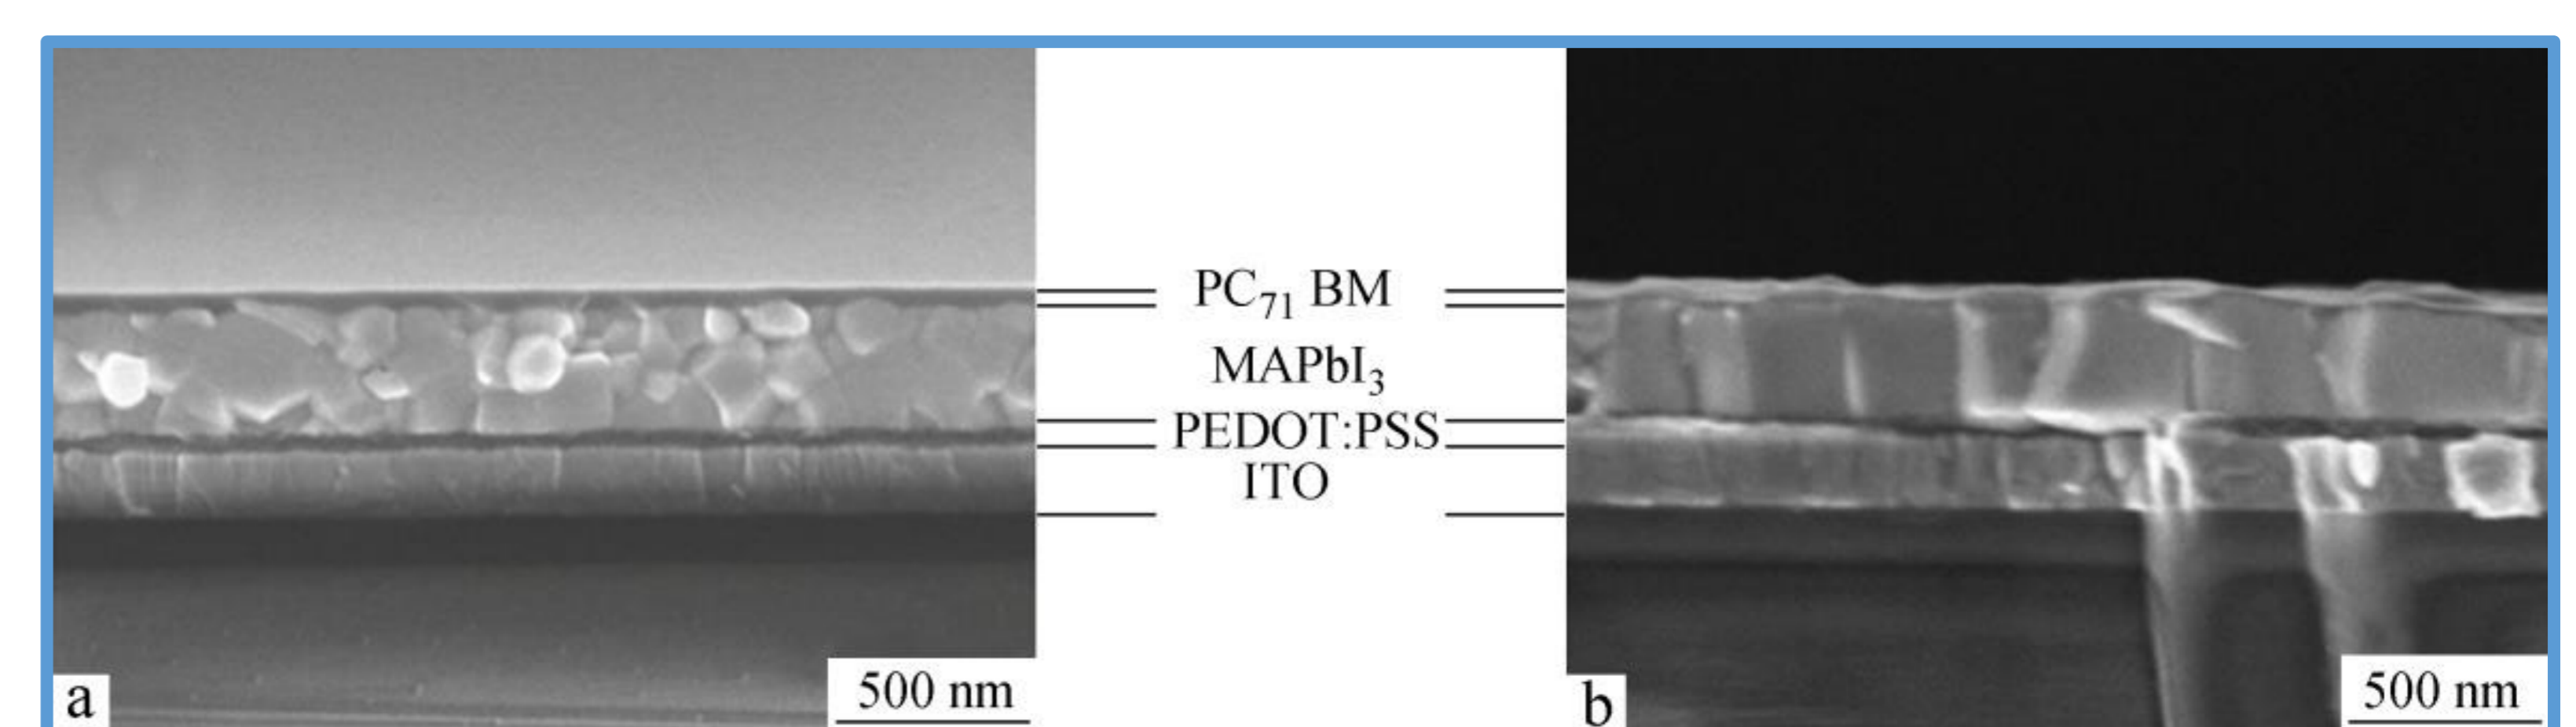 PC71 BM
MAPbI3
PEDOT:PSS
ITO
a
500 nm
b
500 nm